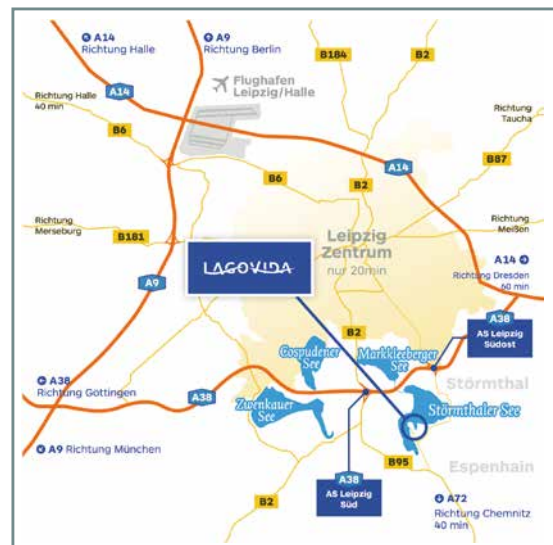 A14
Richtung Halle
A9
Richtung Berlin
B184
B2
Flughafen
Leipzig/Halle
Richtung Halle
40 min
A14
Richtung
Taucha
B6
B87
A14
B6
B2
Richtung
Merseburg
B181
Leipzig
Zentrum
nur 20min
Richtung
Meißen
LAGOVIDA
A9
A14
Richtung Dresden
60 min
A38
AS Leipzig
Südost
B2
Cospudener
See
Markkleeberger
See
A38
Richtung Göttingen
A38
Zwenkauer
See
Störmthal
Störmthaler See
A9 Richtung München
B95
Espenhain
A38
AS Leipzig
Süd
B2
A72
Richtung Chemnitz
40 min